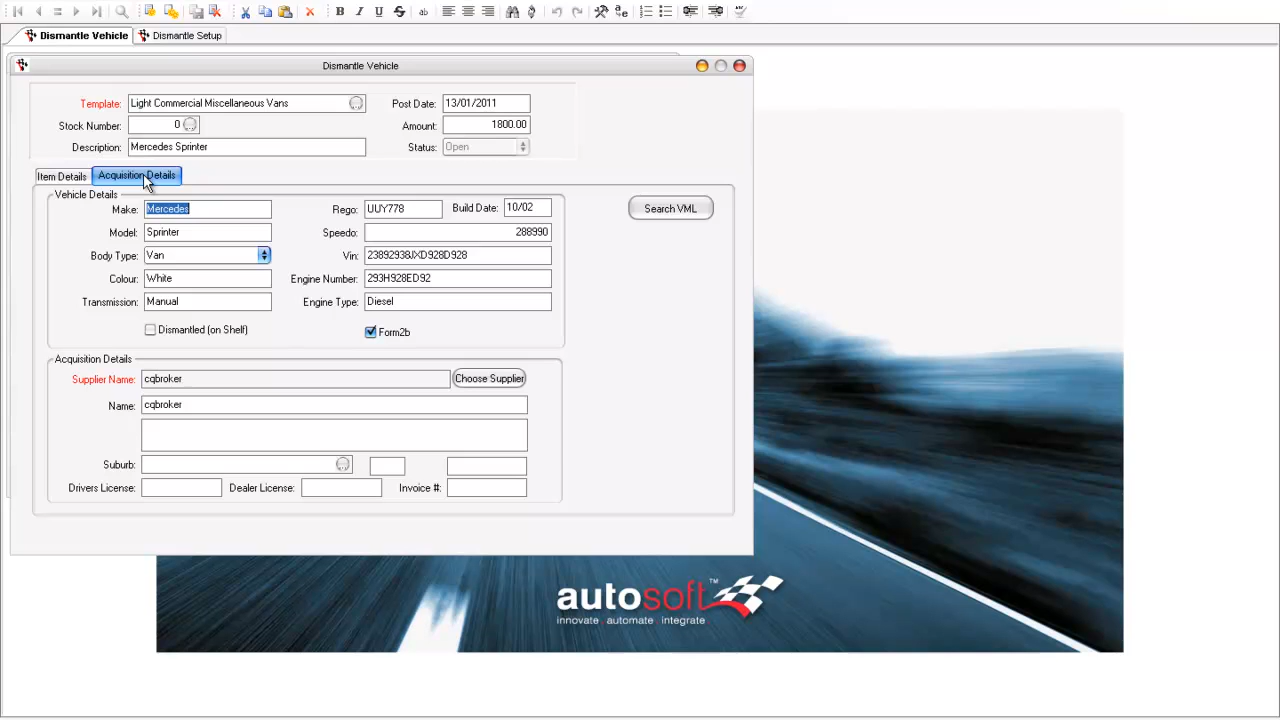 B I U S ab
Dismantle Vehicle Dismantle Setup
Dismantle Vehicle
Template: Light Commercial Miscellaneous Vans Post Date: 13/01/2011
Stock Number: 0 Amount: 1800.00
Description: Mercedes Sprinter Status: Open
Item Details Acquisition Details
Vehicle Details
Make: Mercedes Rego: UUY778 Build Date: 10/02 Search VML
Model: Sprinter Speedo: 288990
Body Type: Van Vin: 23892938JXD928D928
Colour: White Engine Number: 293H928ED92
Transmission: Manual Engine Type: Diesel
Dismantled (on Shelf) Form2b
Acquisition Details
Supplier Name: cqbroker Choose Supplier
Name: cqbroker
Suburb:
Drivers License: Dealer License: Invoice #:
autosoft™
innovate . automate . integrate